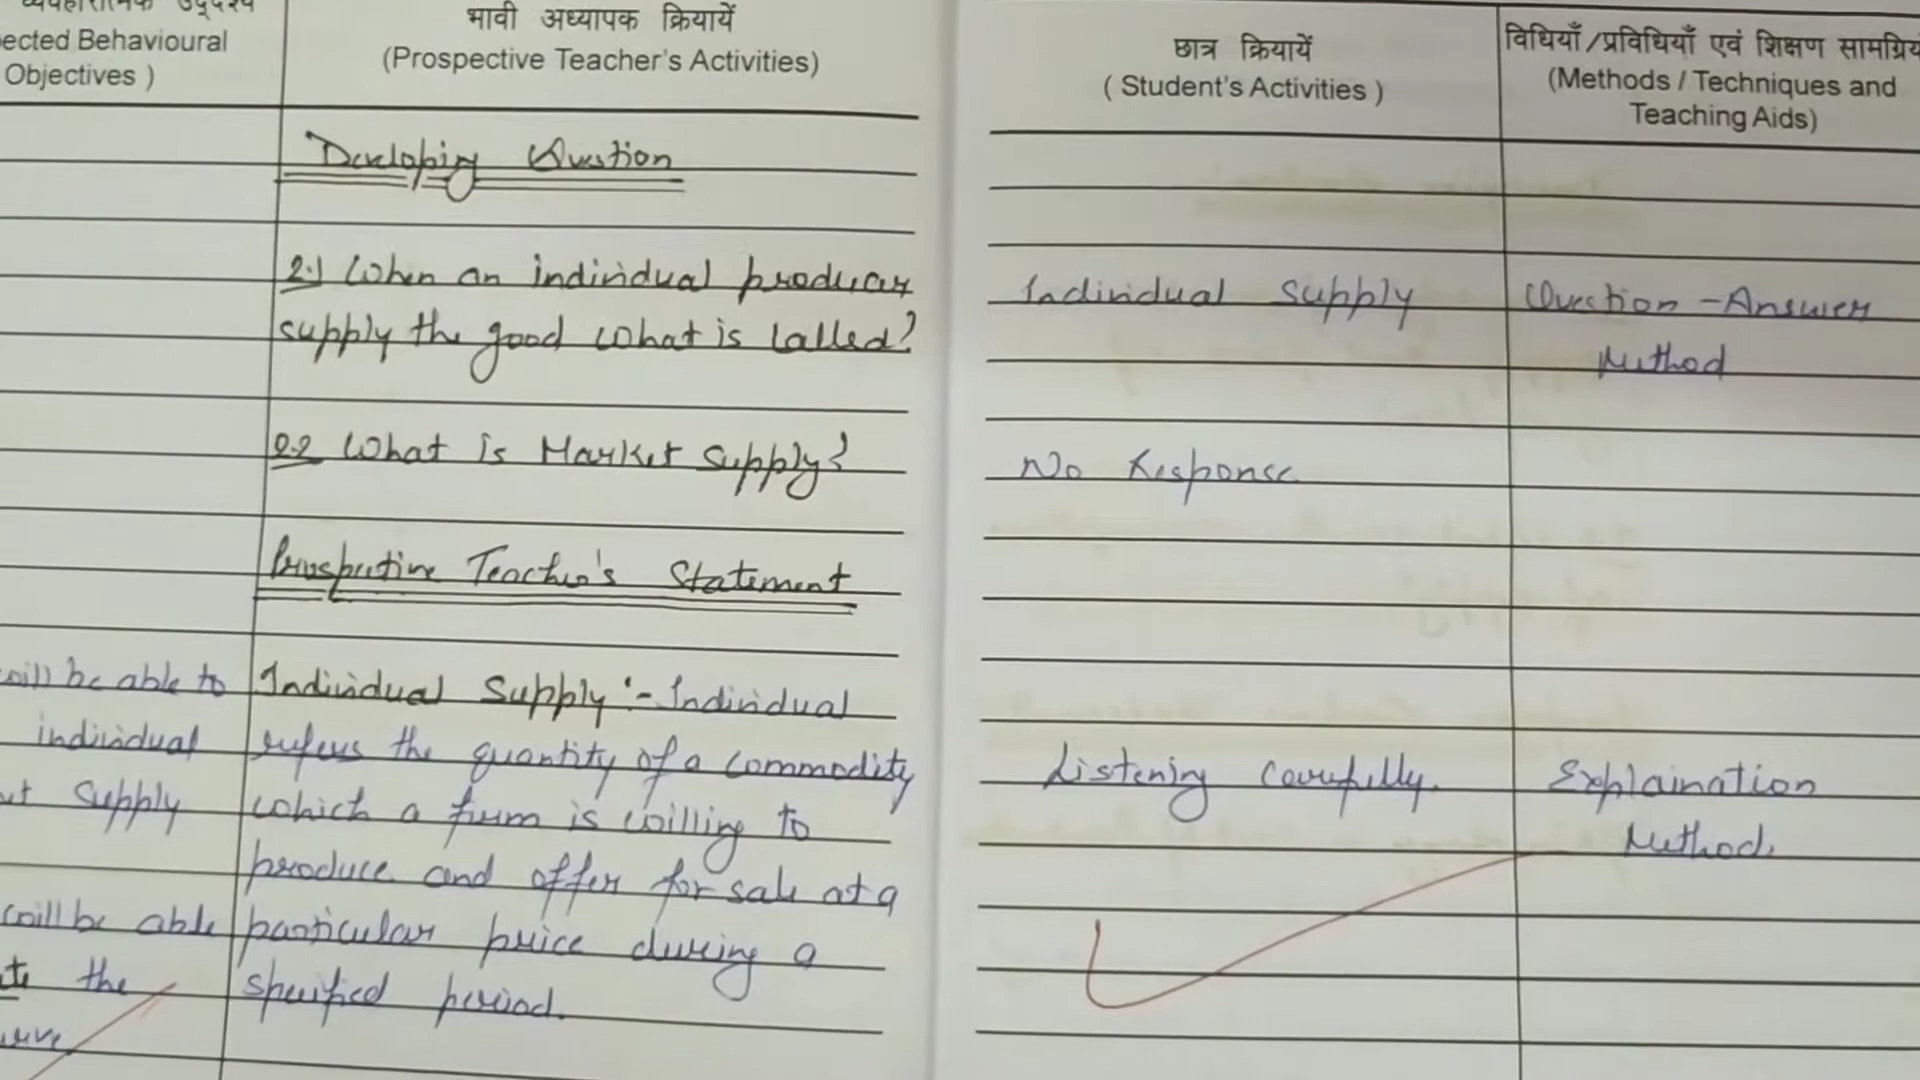 व्यवहारात्मक उद्देश्य
ected Behavioural
Objectives )
भावी अध्यापक क्रियायें
(Prospective Teacher's Activities)
छात्र क्रियायें
( Student's Activities )
विधियाँ/प्रविधियाँ एवं शिक्षण सामग्रिय
(Methods / Techniques and
Teaching Aids)
Developing Question
Q.1 When an individual producer
supply the good what is called?
Individual Supply
Question-Answer
Method
Q.2 What is Market Supply?
No Response
Prospective Teacher's Statement
will be able to
individual
Supply
will be able
the
Individual Supply :- Individual
refers the quantity of a commodity
which a firm is willing to
produce and offer for sale at a
particular price during a
specified period.
Listening carefully.
Explaination
Method.